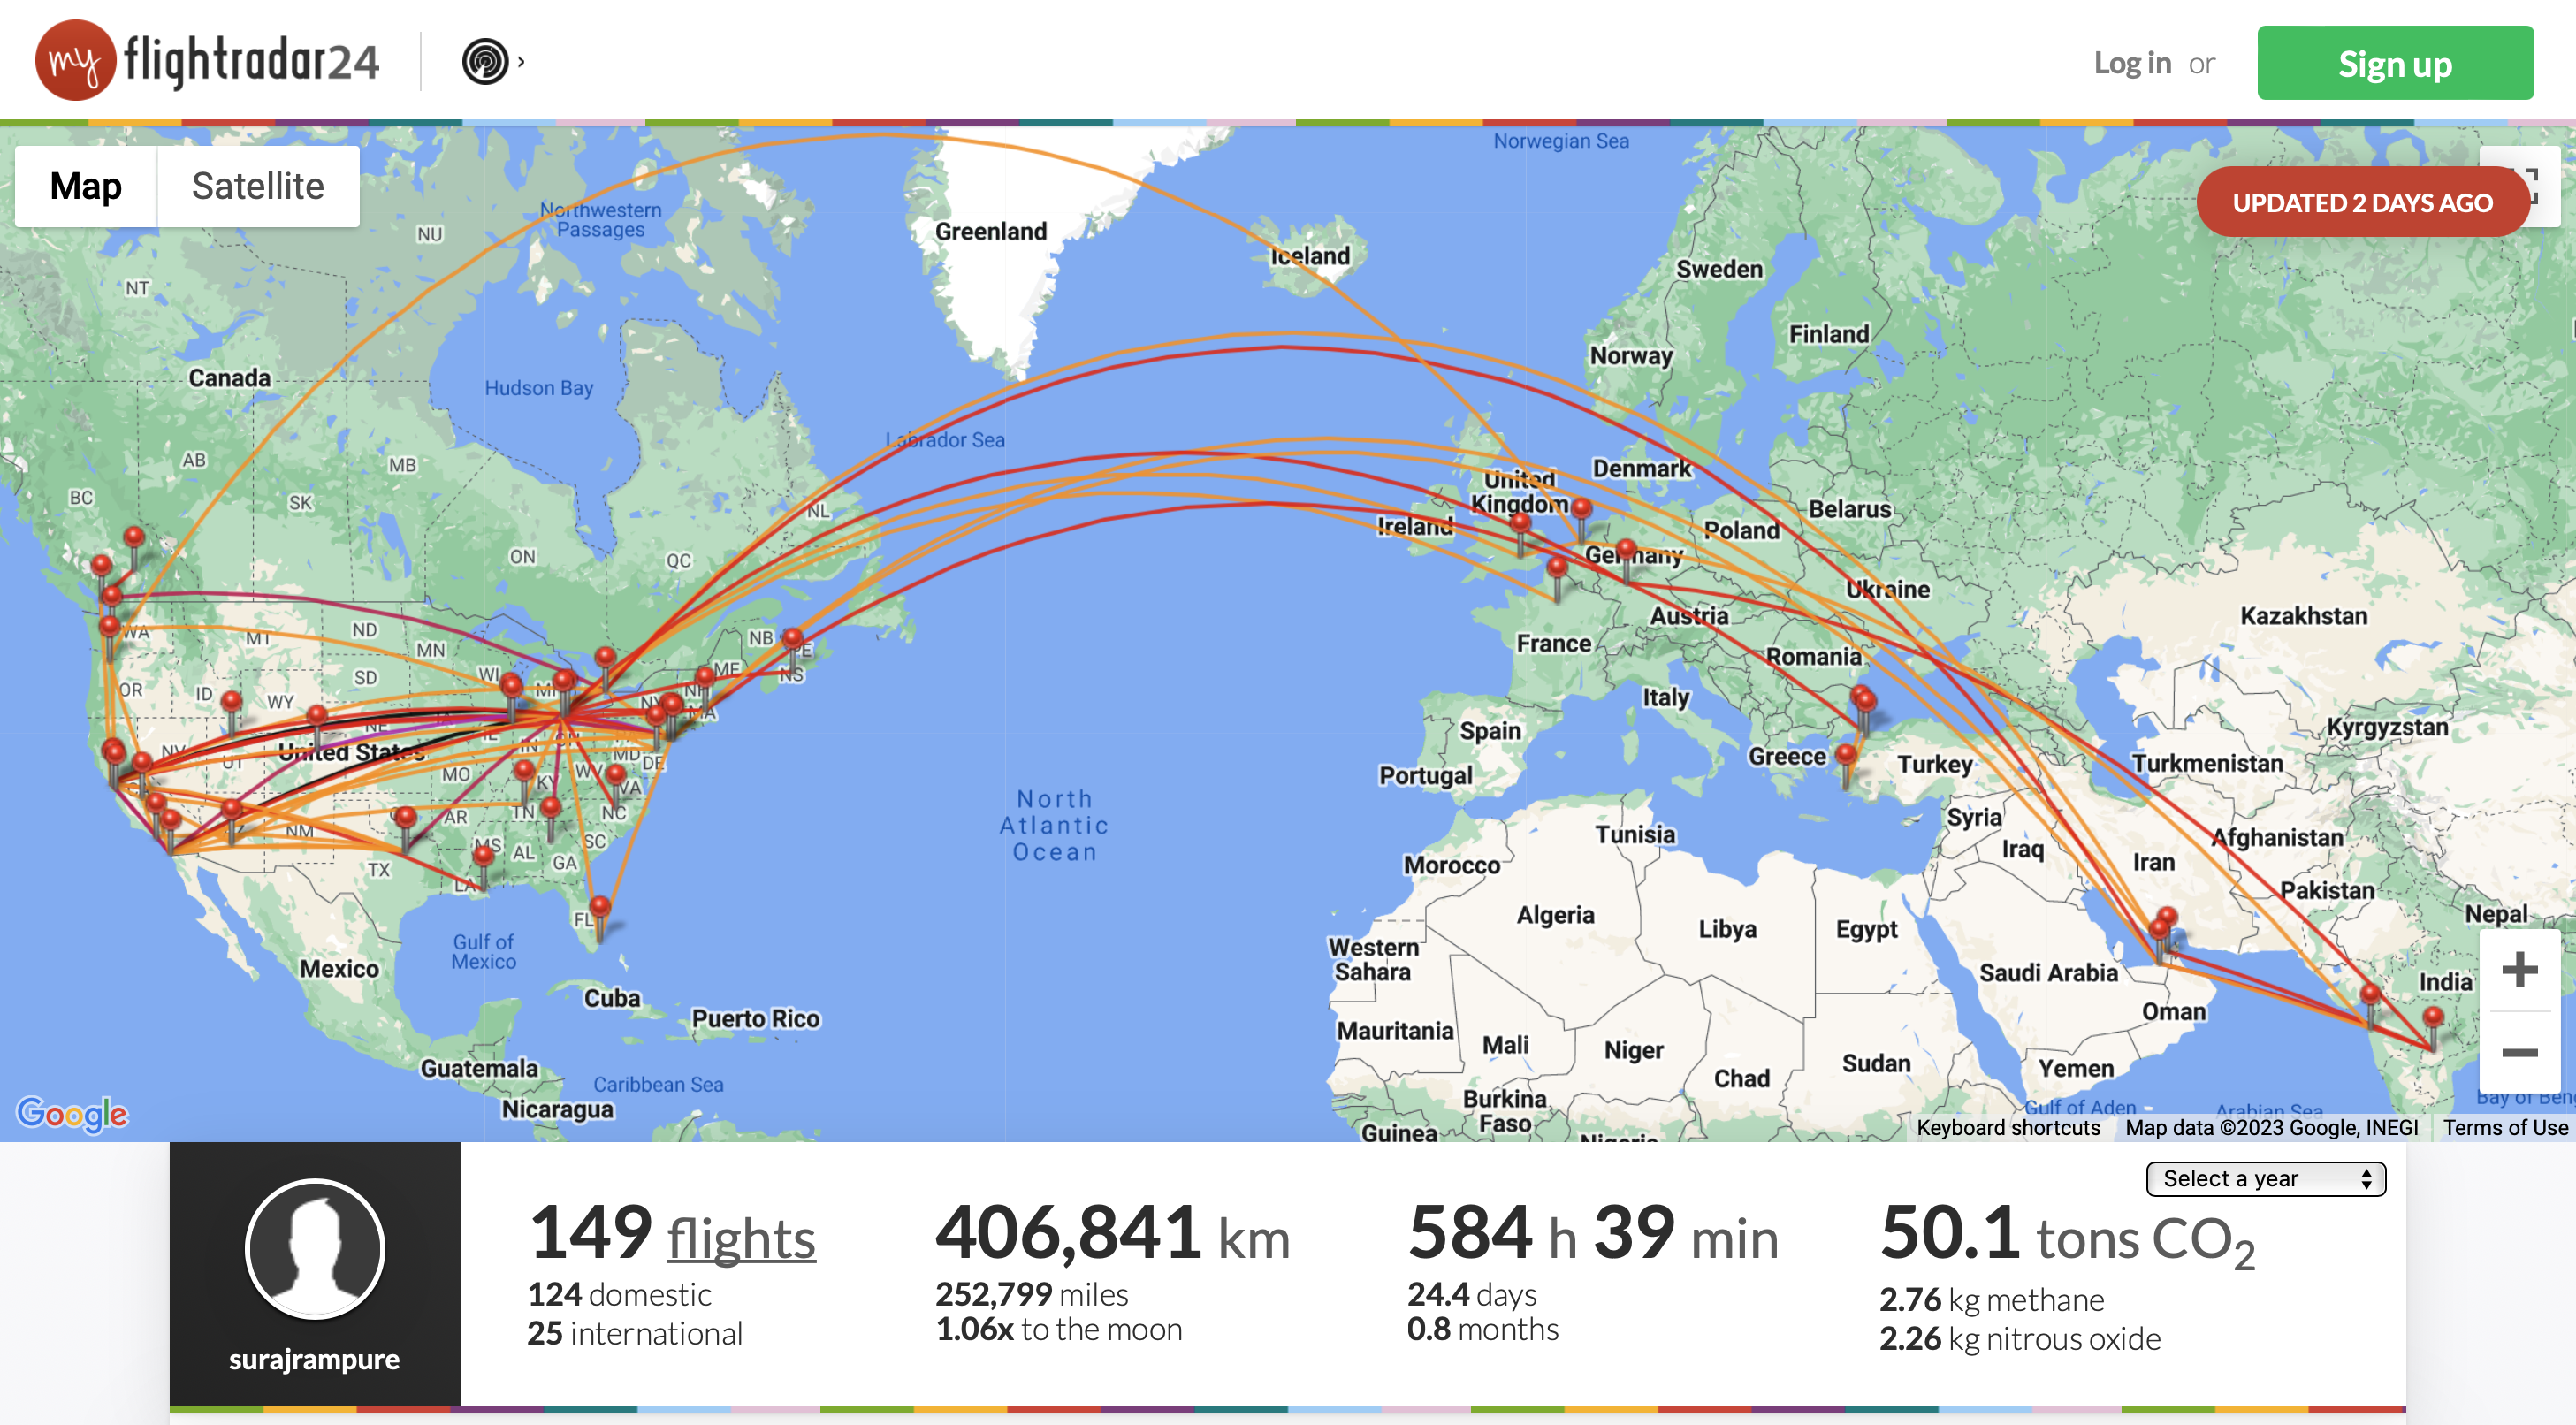 my flightradar24
Log in or
Sign up
Map
Satellite
UPDATED 2 DAYS AGO
Norwegian Sea
Northwestern
Passages
NU
Greenland
Iceland
Sweden
NT
Finland
Norway
Canada
Hudson Bay
Labrador Sea
AB
MB
SK
BC
United
Kingdom
Denmark
NL
Ireland
Poland
Belarus
ON
QC
Germany
Ukraine
Austria
Kazakhstan
WA
MT
ND
MN
NB
PE
France
Romania
OR
ID
WY
SD
WI
MI
ME
NS
Italy
NY
MA
Spain
Kyrgyzstan
NV
UT
United States
NE
IL
IN
OH
MD
DE
Greece
Turkey
Turkmenistan
Portugal
MO
KY
WV
VA
North
Atlantic
Ocean
NM
AR
TN
NC
Syria
Tunisia
Afghanistan
Iraq
Iran
MS
AL
GA
SC
TX
LA
Morocco
Pakistan
FL
Algeria
Libya
Egypt
Nepal
Gulf of
Mexico
Western
Sahara
Mexico
Saudi Arabia
India
Cuba
Oman
Puerto Rico
Mauritania
Mali
Niger
Chad
Sudan
Yemen
Guatemala
Caribbean Sea
Nicaragua
Burkina
Faso
Guinea
Nigeria
Gulf of Aden
Arabian Sea
Bay of Beng
Google
Keyboard shortcuts
Map data ©2023 Google, INEGI
Terms of Use
Select a year
149 flights
124 domestic
25 international
406,841 km
252,799 miles
1.06x to the moon
584 h 39 min
24.4 days
0.8 months
50.1 tons CO2
2.76 kg methane
2.26 kg nitrous oxide
surajrampure